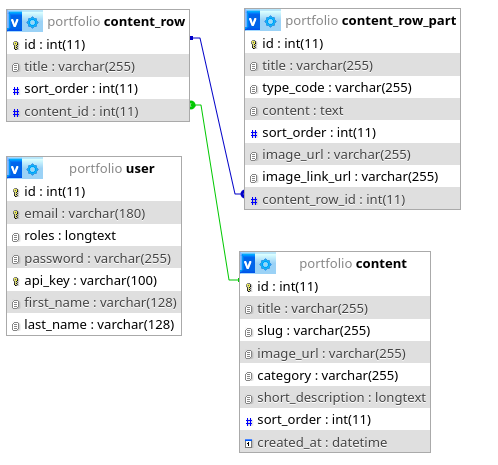 v portfolio content_row
id : int(11)
title : varchar(255)
# sort_order : int(11)
# content_id : int(11)
v portfolio content_row_part
id : int(11)
title : varchar(255)
type_code : varchar(255)
content : text
# sort_order : int(11)
image_url : varchar(255)
image_link_url : varchar(255)
# content_row_id : int(11)
v portfolio user
id : int(11)
email : varchar(180)
roles : longtext
password : varchar(255)
api_key : varchar(100)
first_name : varchar(128)
last_name : varchar(128)
v portfolio content
id : int(11)
title : varchar(255)
slug : varchar(255)
image_url : varchar(255)
category : varchar(255)
short_description : longtext
# sort_order : int(11)
created_at : datetime